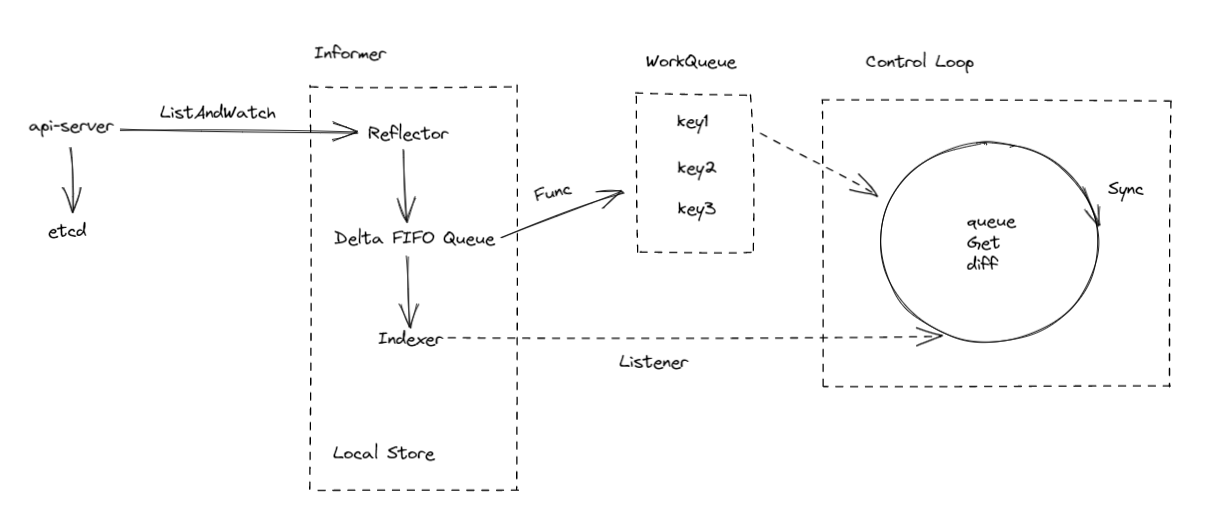 Informer
WorkQueue
Control Loop
ListAndWatch
api-server
Reflector
key1
key2
key3
Func
Sync
etcd
Delta FIFO Queue
queue
Get
diff
Indexer
Listener
Local Store